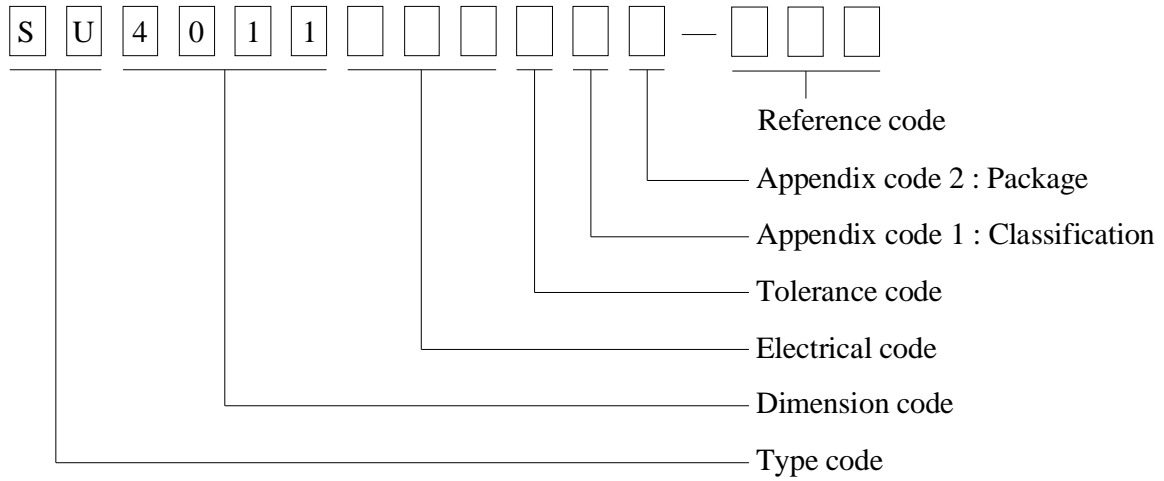 S U 4 0 1 1 —
Reference code
Appendix code 2 : Package
Appendix code 1 : Classification
Tolerance code
Electrical code
Dimension code
Type code